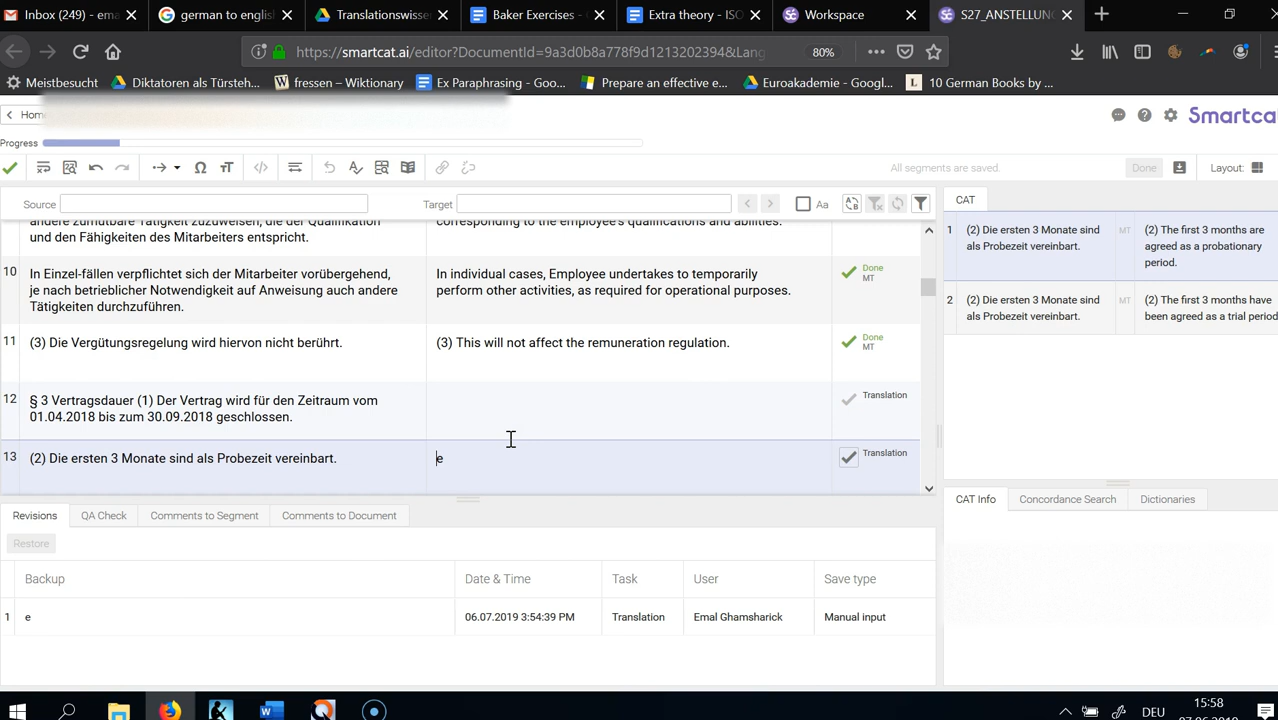 Inbox (249) - ema
german to englis
Translationswisse
Baker Exercises -
Extra theory - ISO
Workspace
S27_ANSTELLUN
https://smartcat.ai/editor?DocumentId=9a3d0b8a778f9d1213202394&Lang
80%
Meistbesucht
Diktatoren als Türsteh...
fressen – Wiktionary
Ex Paraphrasing - Goo...
Prepare an effective e...
Euroakademie - Googl...
10 German Books by ...
Hom
Smartca
Progress
All segments are saved.
Done
Layout:
Source
Target
Aa
CAT
andere zumutbare Tätigkeit zuzuweisen, die der Qualifikation
und den Fähigkeiten des Mitarbeiters entspricht.
corresponding to the employee's qualifications and abilities.
10
In Einzel-fällen verpflichtet sich der Mitarbeiter vorübergehend,
je nach betrieblicher Notwendigkeit auf Anweisung auch andere
Tätigkeiten durchzuführen.
In individual cases, Employee undertakes to temporarily
perform other activities, as required for operational purposes.
Done
MT
11
(3) Die Vergütungsregelung wird hiervon nicht berührt.
(3) This will not affect the remuneration regulation.
Done
MT
12
§ 3 Vertragsdauer (1) Der Vertrag wird für den Zeitraum vom
01.04.2018 bis zum 30.09.2018 geschlossen.
Translation
13
(2) Die ersten 3 Monate sind als Probezeit vereinbart.
e
Translation
1
(2) Die ersten 3 Monate sind
als Probezeit vereinbart.
MT
(2) The first 3 months are
agreed as a probationary
period.
2
(2) Die ersten 3 Monate sind
als Probezeit vereinbart.
MT
(2) The first 3 months have
been agreed as a trial period
Revisions
QA Check
Comments to Segment
Comments to Document
CAT Info
Concordance Search
Dictionaries
Restore
Backup
Date & Time
Task
User
Save type
1
e
06.07.2019 3:54:39 PM
Translation
Emal Ghamsharick
Manual input
DEU
15:58